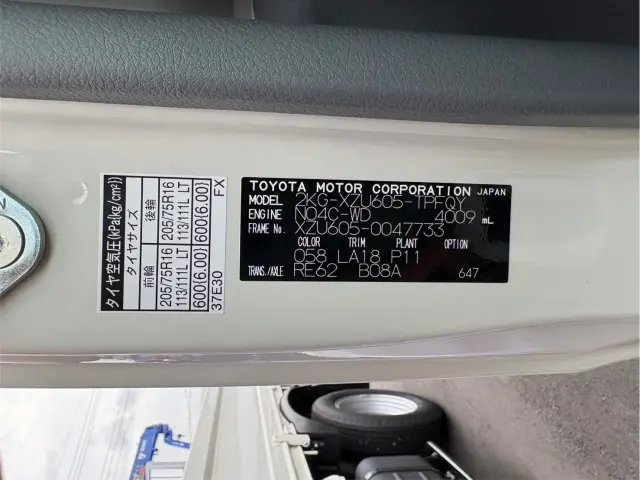 タイヤ空気圧(kPa{kg/cm²})
タイヤサイズ
前輪 205/75R16 113/111L LT 600(6.00)
後輪 205/75R16 113/111L LT 600(6.00)
37E30 FX
TOYOTA MOTOR CORPORATION JAPAN
MODEL 2KG-XZU605-TPFQY
ENGINE N04C-WD 4009 mL
FRAME No. XZU605-0047733
COLOR TRIM PLANT OPTION
058 LA18 P11
TRANS./AXLE RE62 B08A 647